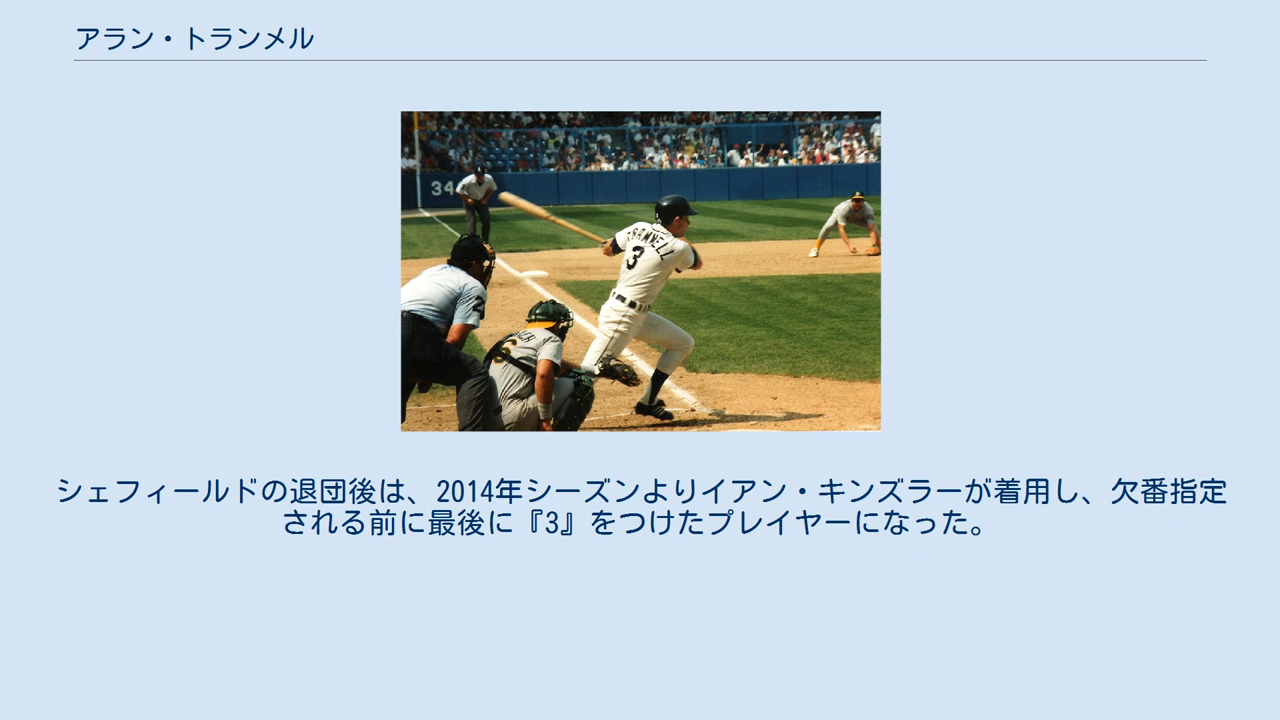 アラン・トランメル
34
TRAMMELL
3
シェフィールドの退団後は、2014年シーズンよりイアン・キンズラーが着用し、欠番指定
される前に最後に『3』をつけたプレイヤーになった。